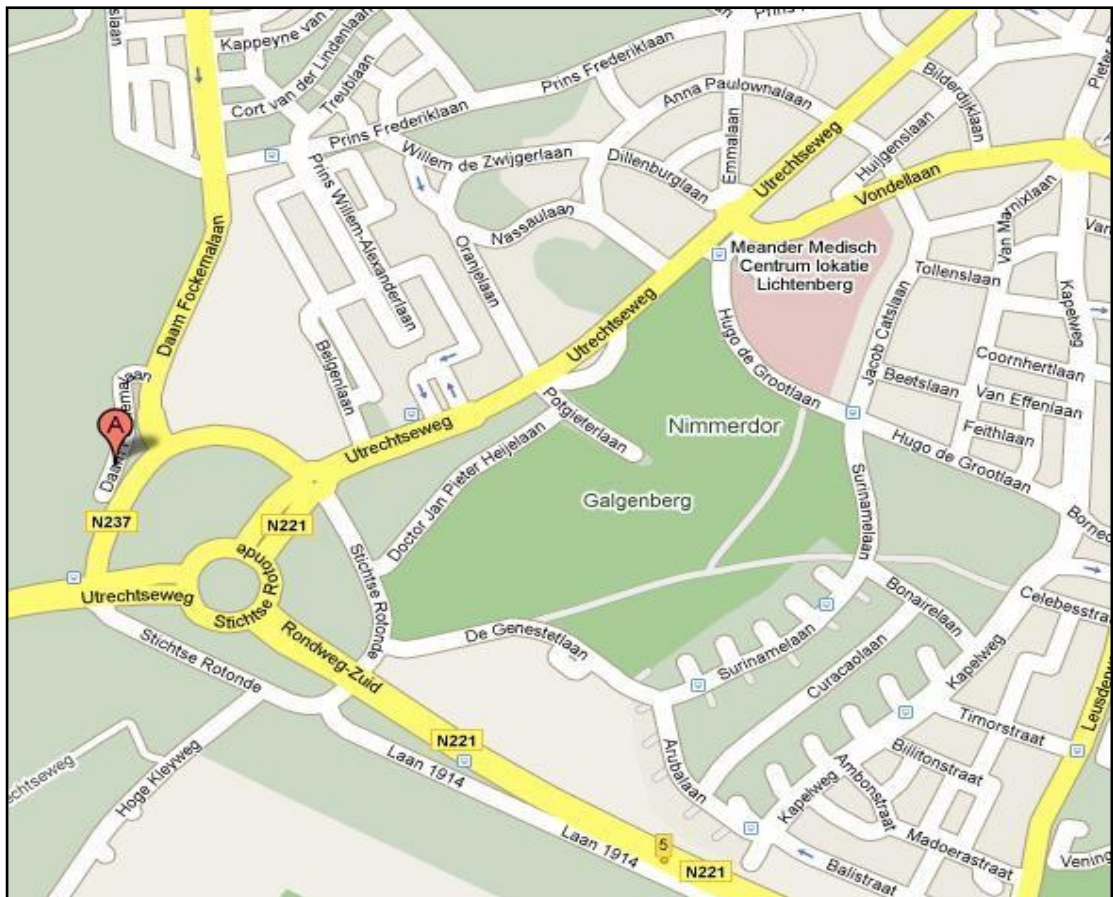 Kappeyne van
Cort van der Lindenlaan
Treublaan
Prins Frederiklaan
Prins Frederiklaan
Anna Paulownalaan
Emmalaan
Utrechtseweg
Bilderdijklaan
Huijgenslaan
Vondellaan
Willem de Zwijgerlaan
Dillenburglaan
Nassaulaan
Prins Willem-Alexanderlaan
Oranjelaan
Daam Fockemalaan
Belgenlaan
Meander Medisch
Centrum lokatie
Lichtenberg
Utrechtseweg
Hugo de Grootlaan
Jacob Catslaan
Tollenslaan
Van Marnixlaan
Kapelweg
Coornhertlaan
Beetslaan
Van Effenlaan
Feithlaan
Hugo de Grootlaan
A
Utrechtseweg
Potgieterlaan
Nimmerdor
Galgenberg
Doctor Jan Pieter Heijelaan
Surinamelaan
N237
N221
Stichtse Rotonde
Stichtse Rotonde
Utrechtseweg
Stichtse Rotonde
Rondweg-Zuid
De Genestetlaan
Surinamelaan
Bonairelaan
Curacaolaan
Celebesstra
Kapelweg
Timorstraat
Billitonstraat
Ambonstraat
Madoerastraat
Kapelweg
Arubalaan
Balistraat
N221
Laan 1914
Laan 1914
Hoge Kleyweg
echtseweg
5
N221
Vening